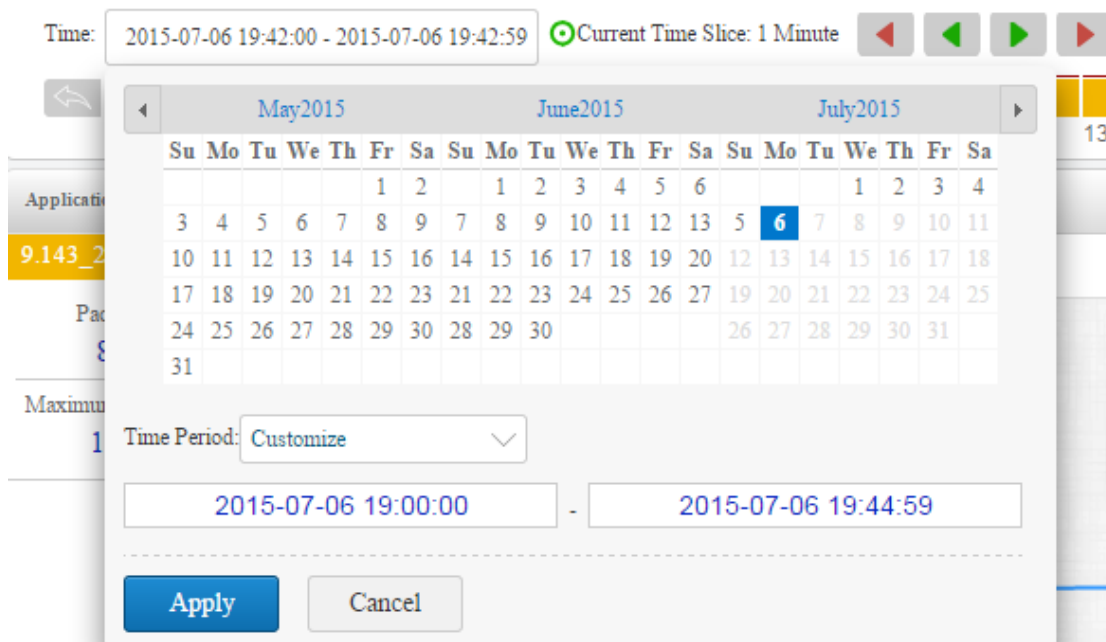 Time: 2015-07-06 19:42:00 - 2015-07-06 19:42:59 Current Time Slice: 1 Minute
May2015 June2015 July2015
13
Su Mo Tu We Th Fr Sa Su Mo Tu We Th Fr Sa Su Mo Tu We Th Fr Sa
1 2 1 2 3 4 5 6 1 2 3 4
3 4 5 6 7 8 9 7 8 9 10 11 12 13 5 6 7 8 9 10 11
10 11 12 13 14 15 16 14 15 16 17 18 19 20 12 13 14 15 16 17 18
17 18 19 20 21 22 23 21 22 23 24 25 26 27 19 20 21 22 23 24 25
24 25 26 27 28 29 30 28 29 30 26 27 28 29 30 31
31
9.143_2
Time Period: Customize
2015-07-06 19:00:00 - 2015-07-06 19:44:59
Apply Cancel